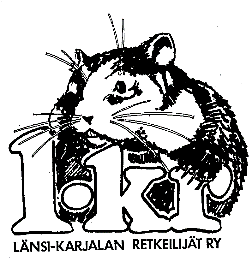 lkr
LÄNSI-KARJALAN RETKEILIJÄT RY